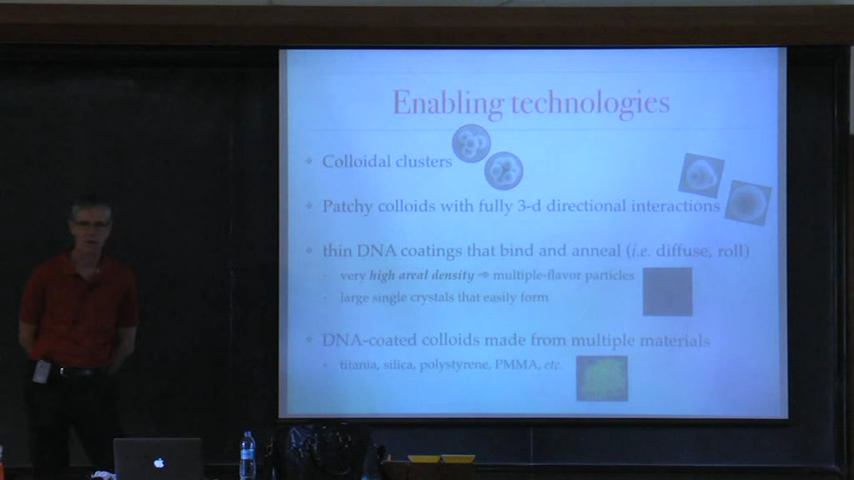 Enabling technologies
Colloidal clusters
Patchy colloids with fully 3-d directional interactions
thin DNA coatings that bind and anneal (i.e. diffuse, roll)
very high areal density ⇒ multiple-flavor particles
large single crystals that easily form
DNA-coated colloids made from multiple materials
titania, silica, polystyrene, PMMA, etc.